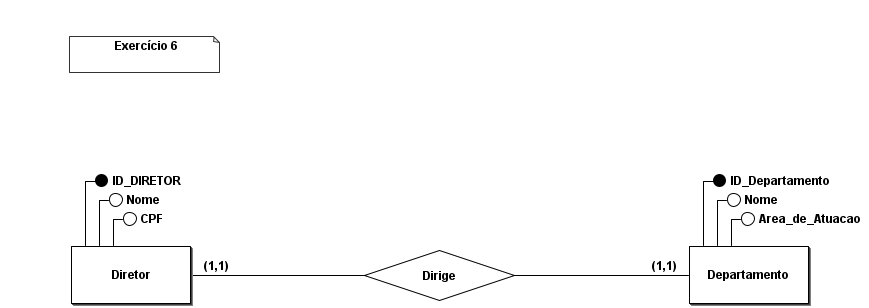 Exercício 6
ID_DIRETOR
Nome
CPF
ID_Departamento
Nome
Area_de_Atuacao
Diretor
(1,1)
Dirige
(1,1)
Departamento